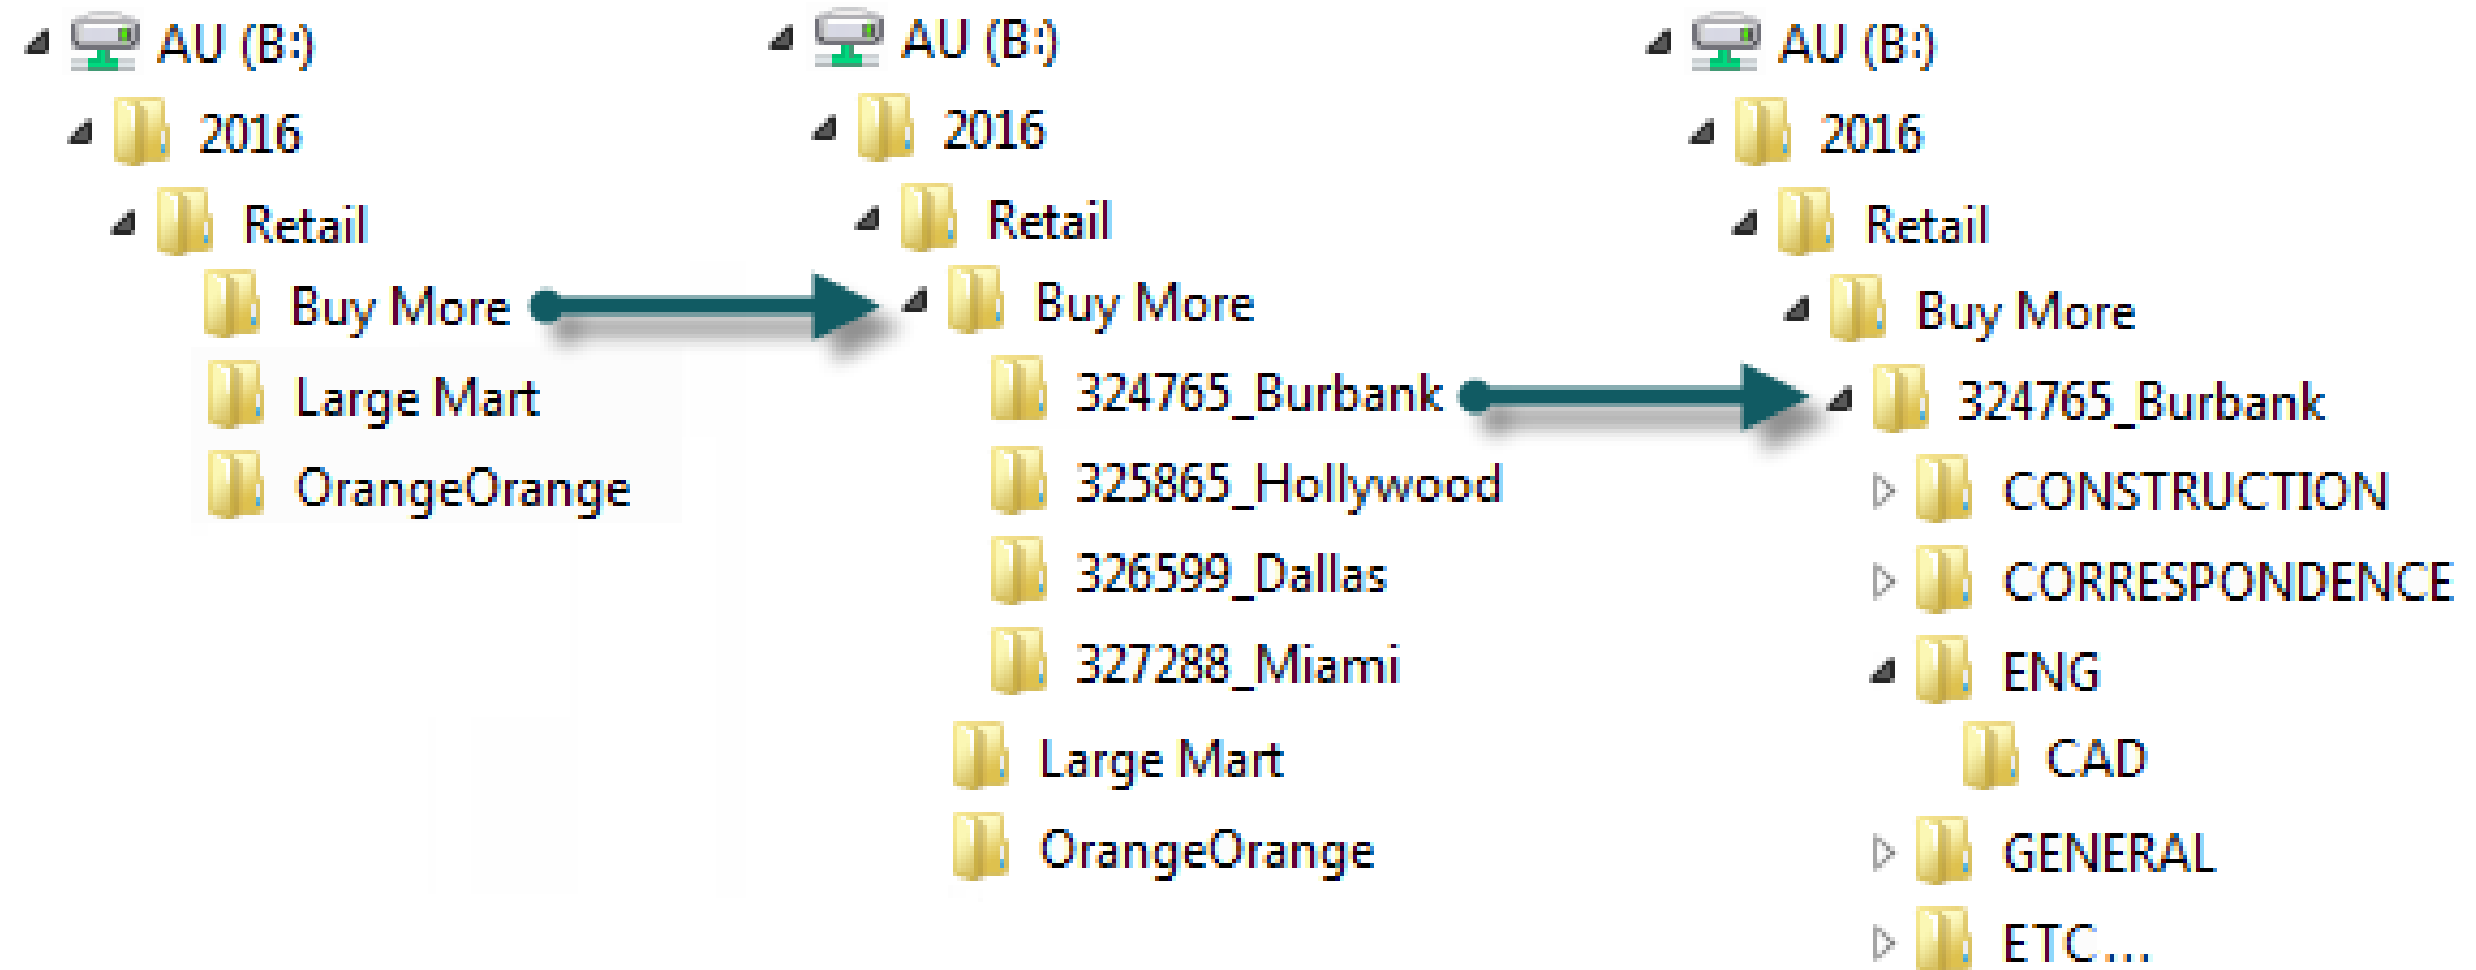 AU (B:)
2016
Retail
Buy More
Large Mart
OrangeOrange
AU (B:)
2016
Retail
Buy More
324765_Burbank
325865_Hollywood
326599_Dallas
327288_Miami
Large Mart
OrangeOrange
AU (B:)
2016
Retail
Buy More
324765_Burbank
CONSTRUCTION
CORRESPONDENCE
ENG
CAD
GENERAL
ETC...